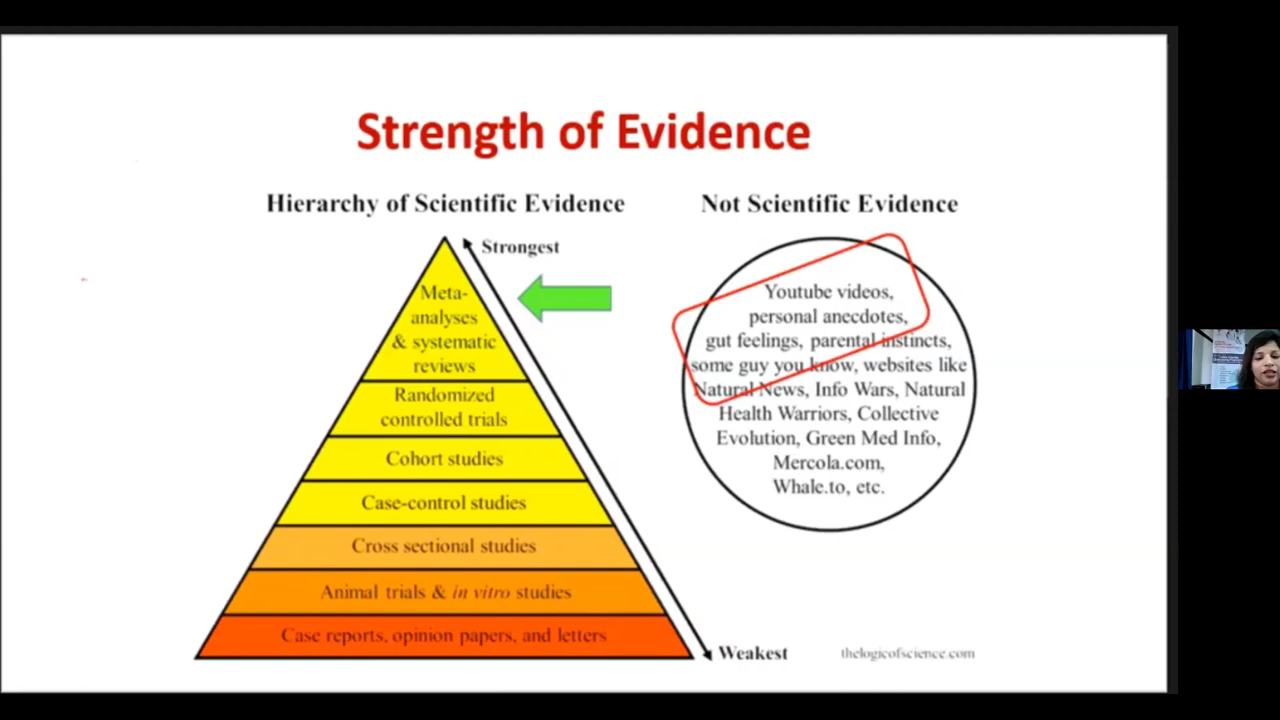 Strength of Evidence
Hierarchy of Scientific Evidence
Strongest
Meta-
analyses
& systematic
reviews
Randomized
controlled trials
Cohort studies
Case-control studies
Cross sectional studies
Animal trials & in vitro studies
Case reports, opinion papers, and letters
Weakest
Not Scientific Evidence
Youtube videos,
personal anecdotes,
gut feelings, parental instincts,
some guy you know, websites like
Natural News, Info Wars, Natural
Health Warriors, Collective
Evolution, Green Med Info,
Mercola.com,
Whale.to, etc.
thelogicofscience.com